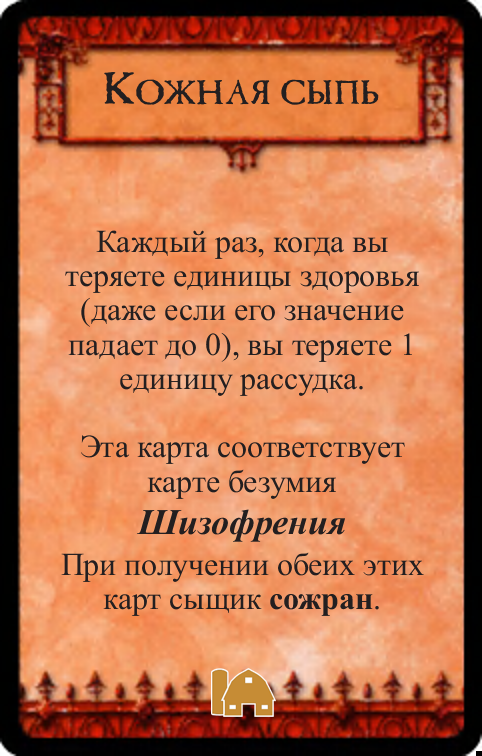 Кожная сыпь
Каждый раз, когда вы
теряете единицы здоровья
(даже если его значение
падает до 0), вы теряете 1
единицу рассудка.
Эта карта соответствует
карте безумия
Шизофрения
При получении обеих этих
карт сыщик сожран.